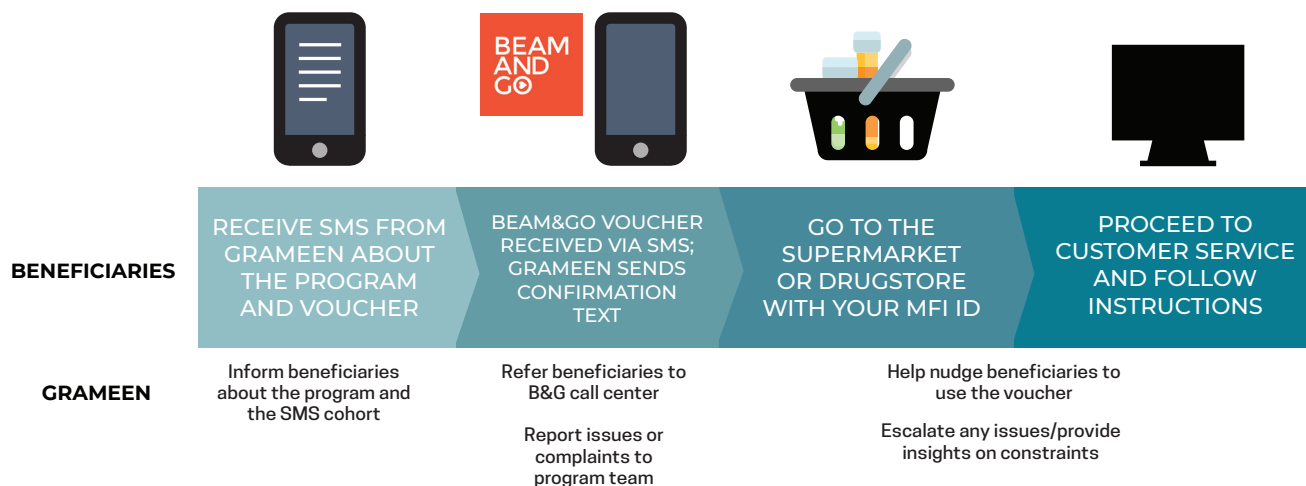 BEAM
AND
GO
BENEFICIARIES
RECEIVE SMS FROM
GRAMEEN ABOUT
THE PROGRAM
AND VOUCHER
BEAM&GO VOUCHER
RECEIVED VIA SMS;
GRAMEEN SENDS
CONFIRMATION
TEXT
GO TO THE
SUPERMARKET
OR DRUGSTORE
WITH YOUR MFI ID
PROCEED TO
CUSTOMER SERVICE
AND FOLLOW
INSTRUCTIONS
GRAMEEN
Inform beneficiaries
about the program and
the SMS cohort
Refer beneficiaries to
B&G call center
Report issues or
complaints to
program team
Help nudge beneficiaries to
use the voucher
Escalate any issues/provide
insights on constraints